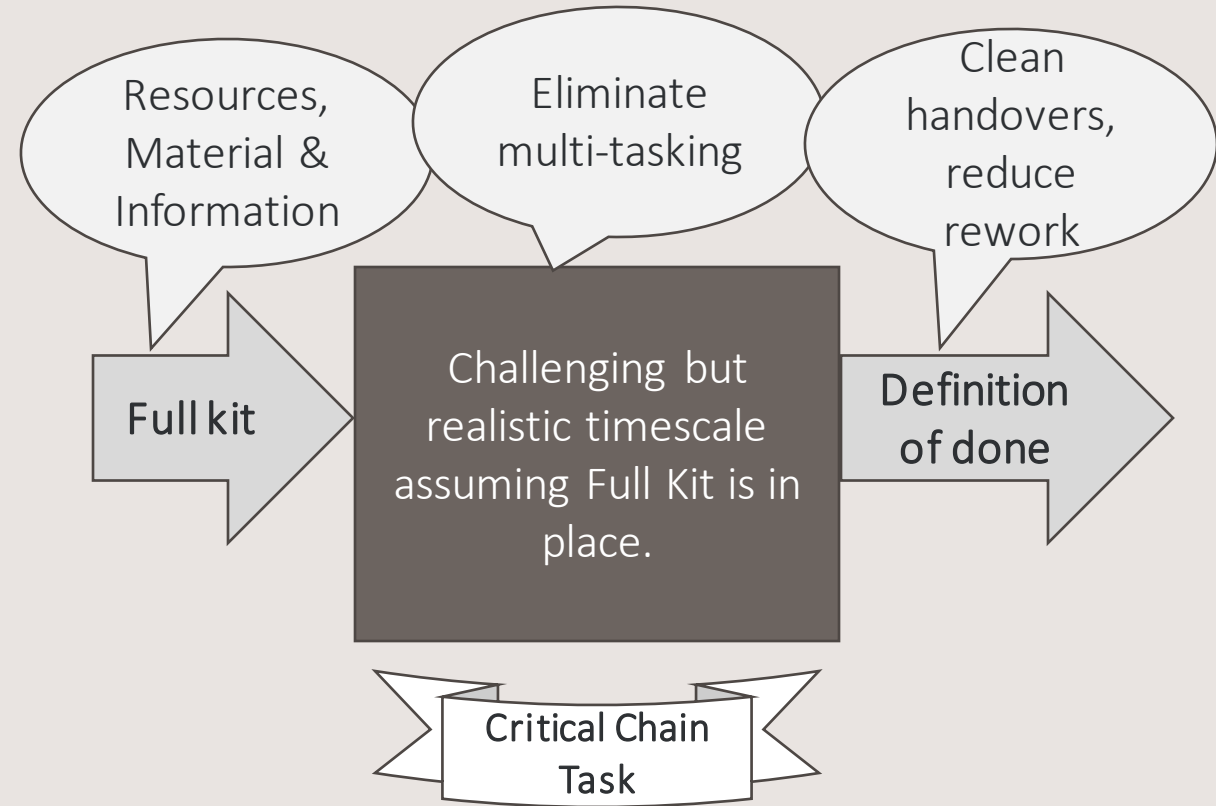 Resources,
Material &
Information
Eliminate
multi-tasking
Clean
handovers,
reduce
rework
Full kit
Challenging but
realistic timescale
assuming Full Kit is in
place.
Definition
of done
Critical Chain
Task